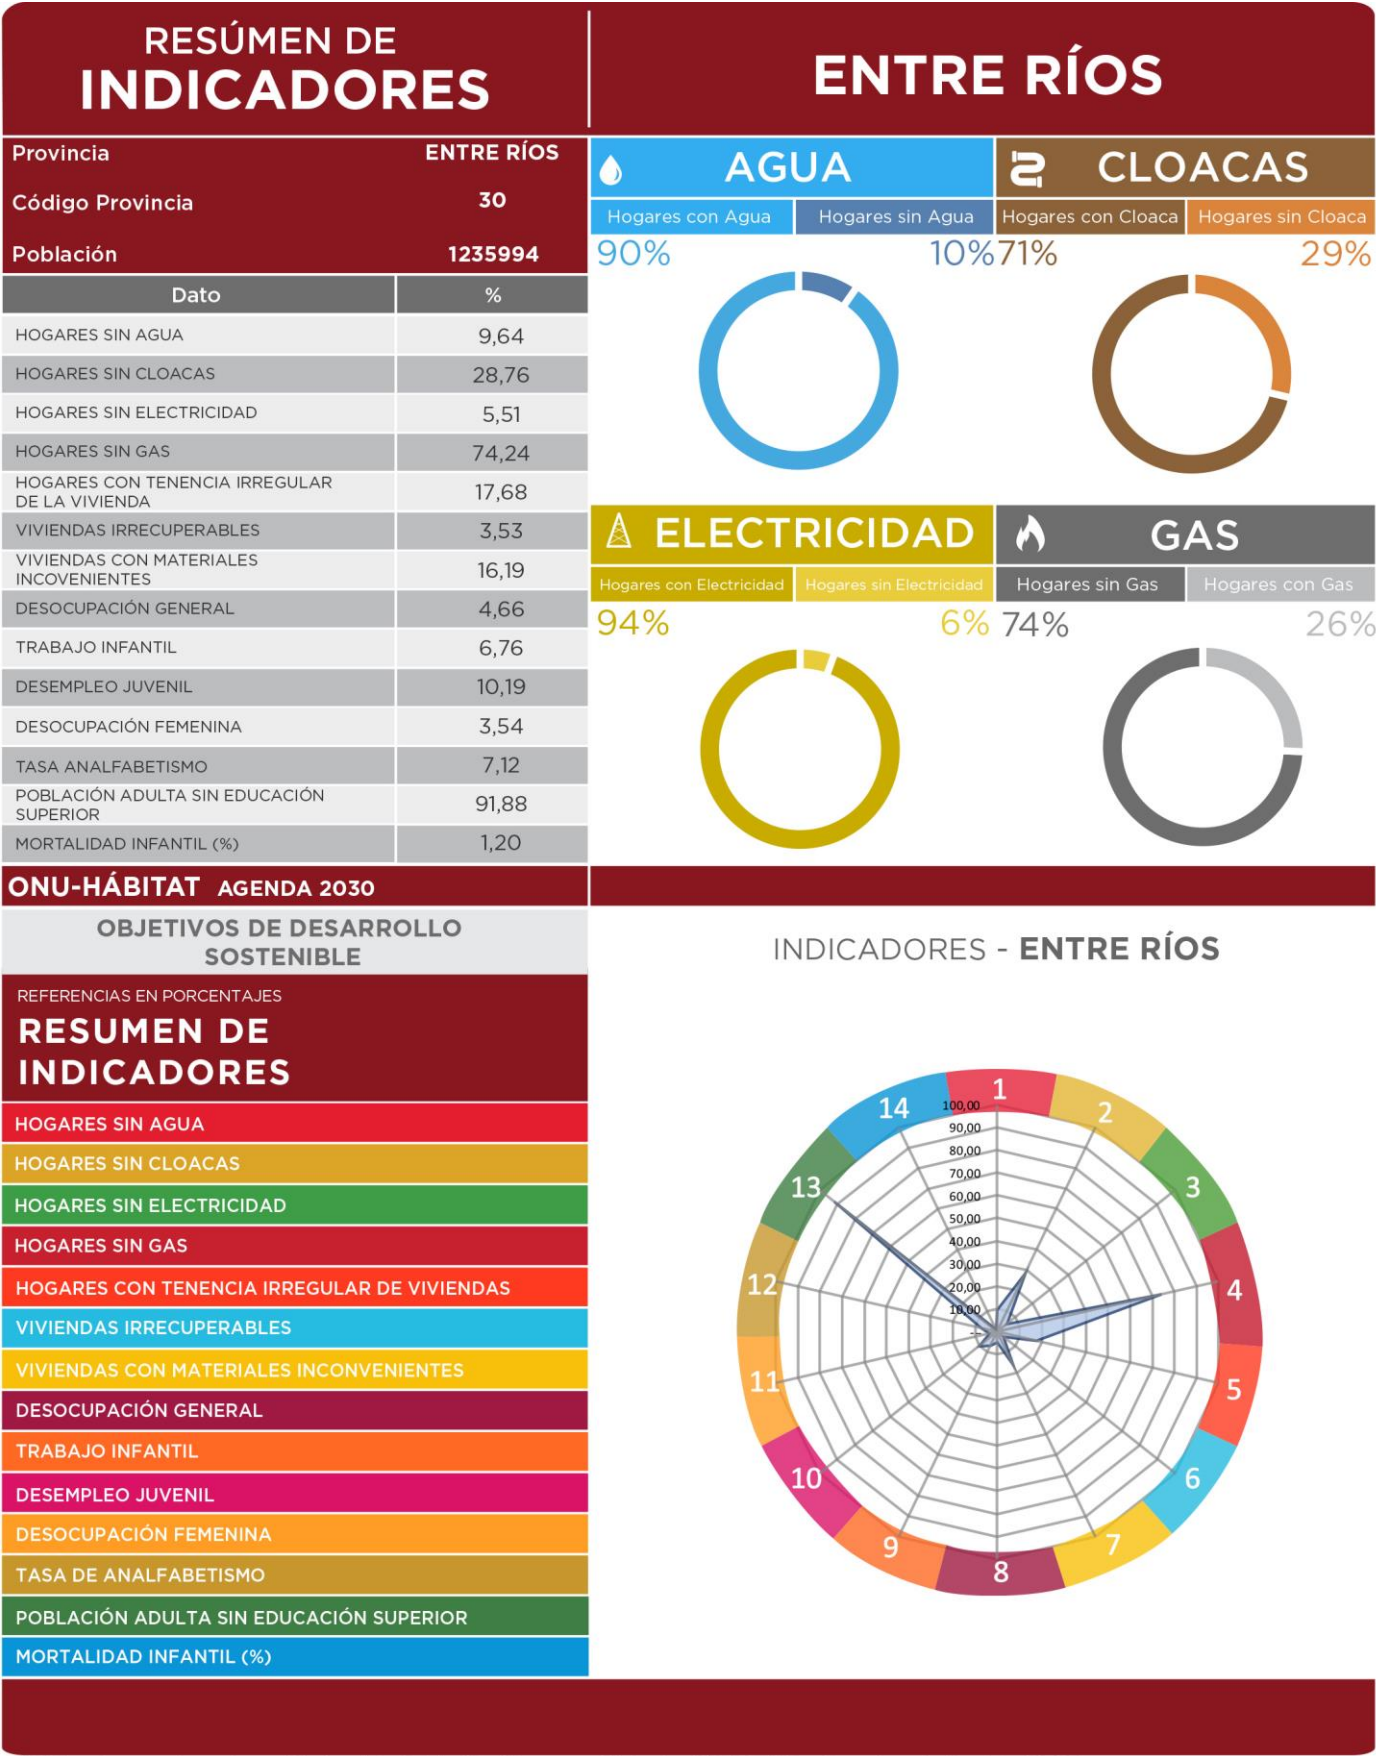 RESÚMEN DE
INDICADORES
ENTRE RÍOS
Provincia ENTRE RÍOS
Código Provincia 30
Población 1235994
Dato %
HOGARES SIN AGUA 9,64
HOGARES SIN CLOACAS 28,76
HOGARES SIN ELECTRICIDAD 5,51
HOGARES SIN GAS 74,24
HOGARES CON TENENCIA IRREGULAR
DE LA VIVIENDA 17,68
VIVIENDAS IRRECUPERABLES 3,53
VIVIENDAS CON MATERIALES
INCOVENIENTES 16,19
DESOCUPACIÓN GENERAL 4,66
TRABAJO INFANTIL 6,76
DESEMPLEO JUVENIL 10,19
DESOCUPACIÓN FEMENINA 3,54
TASA ANALFABETISMO 7,12
POBLACIÓN ADULTA SIN EDUCACIÓN
SUPERIOR 91,88
MORTALIDAD INFANTIL (%) 1,20
AGUA
Hogares con Agua Hogares sin Agua
90% 10%
CLOACAS
Hogares con Cloaca Hogares sin Cloaca
71% 29%
ELECTRICIDAD
Hogares con Electricidad Hogares sin Electricidad
94% 6%
GAS
Hogares sin Gas Hogares con Gas
74% 26%
ONU-HÁBITAT AGENDA 2030
OBJETIVOS DE DESARROLLO
SOSTENIBLE
REFERENCIAS EN PORCENTAJES
RESUMEN DE
INDICADORES
HOGARES SIN AGUA
HOGARES SIN CLOACAS
HOGARES SIN ELECTRICIDAD
HOGARES SIN GAS
HOGARES CON TENENCIA IRREGULAR DE VIVIENDAS
VIVIENDAS IRRECUPERABLES
VIVIENDAS CON MATERIALES INCONVENIENTES
DESOCUPACIÓN GENERAL
TRABAJO INFANTIL
DESEMPLEO JUVENIL
DESOCUPACIÓN FEMENINA
TASA DE ANALFABETISMO
POBLACIÓN ADULTA SIN EDUCACIÓN SUPERIOR
MORTALIDAD INFANTIL (%)
INDICADORES - ENTRE RÍOS
1
2
3
4
5
6
7
8
9
10
11
12
13
14
100,00
90,00
80,00
70,00
60,00
50,00
40,00
30,00
20,00
10,00
--